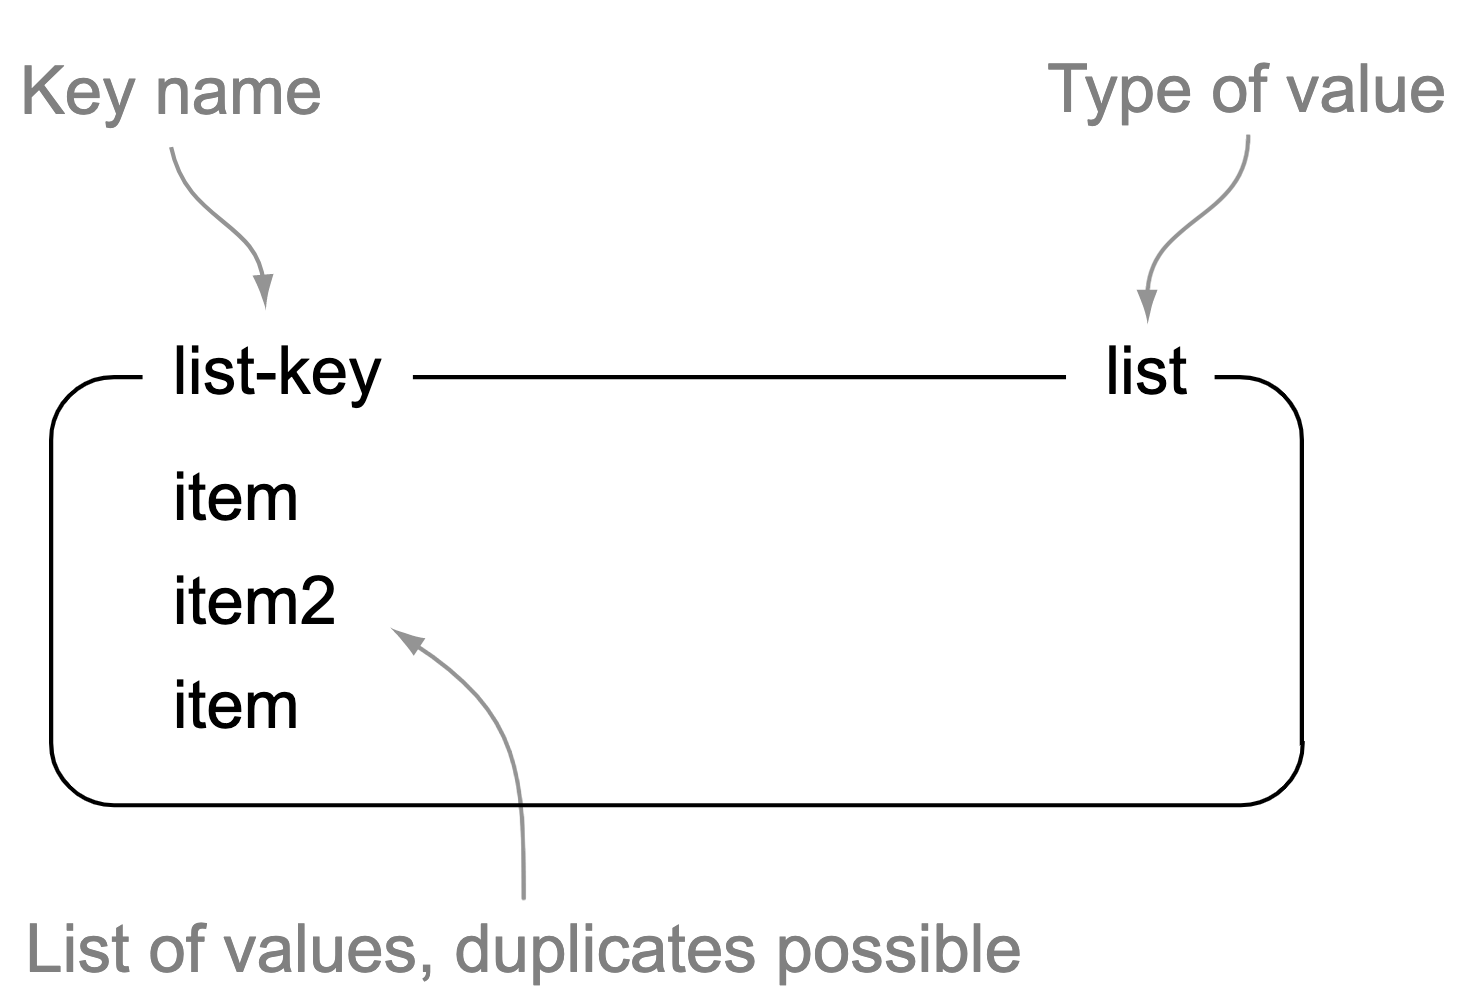 Key name
Type of value
list-key
list
item
item2
item
List of values, duplicates possible